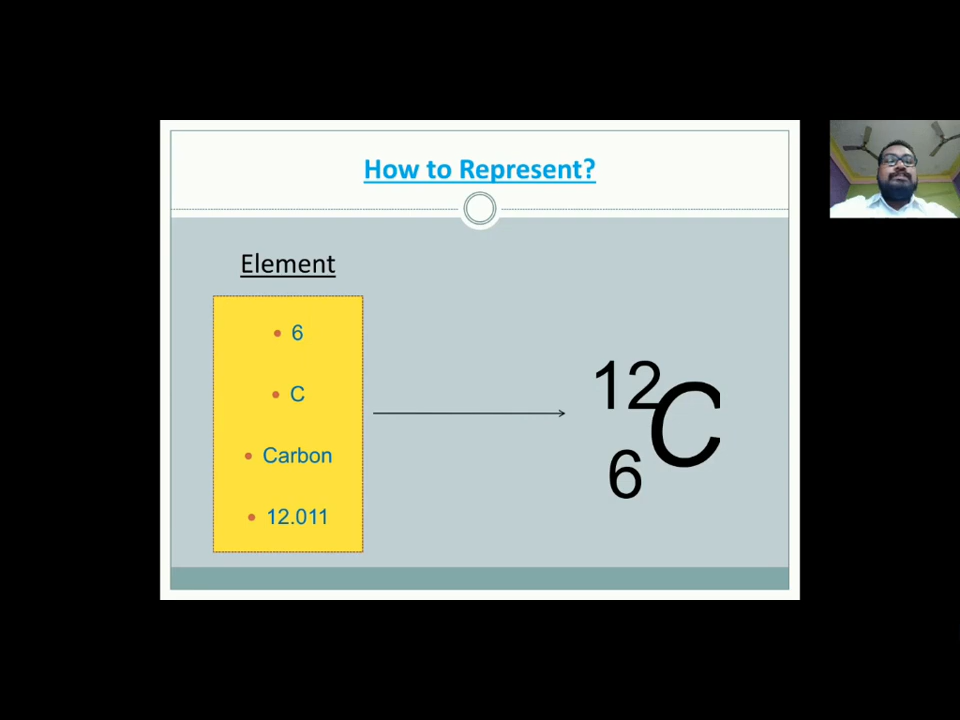 How to Represent?
Element
• 6
• C
• Carbon
• 12.011
12
C
6